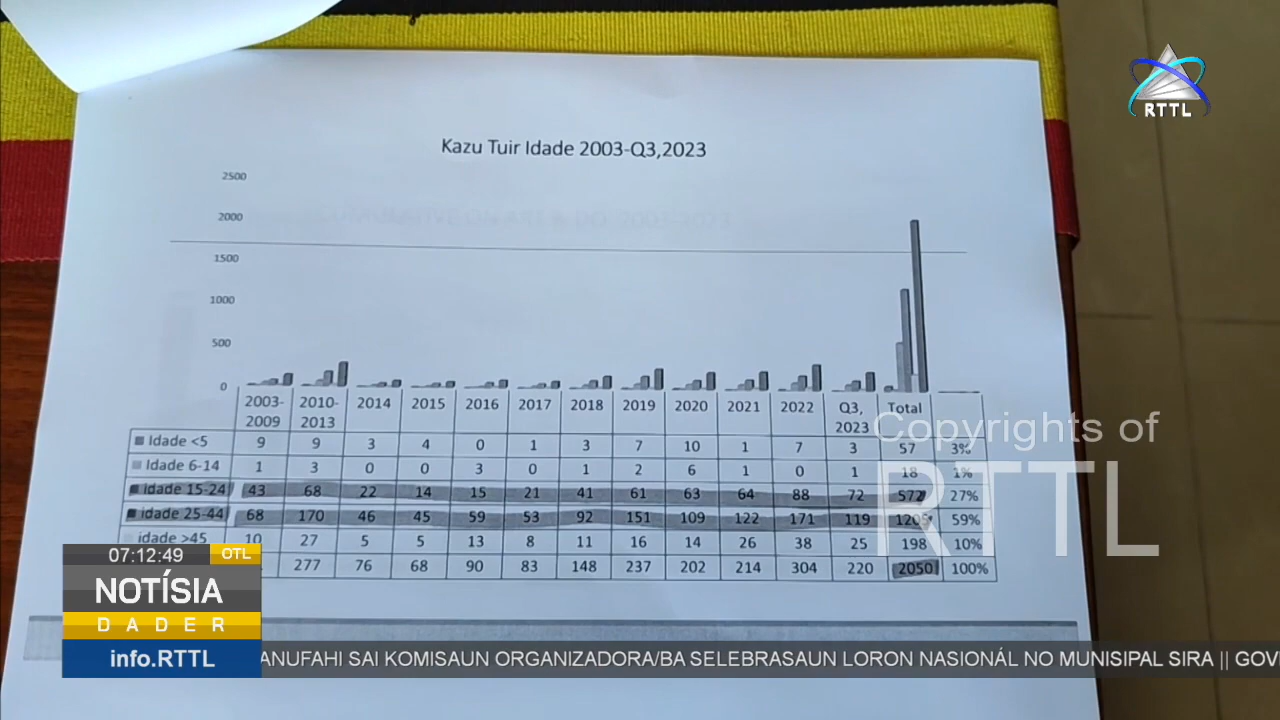 RTTL
Kazu Tuir Idade 2003-Q3,2023
2500
2000
1500
1000
500
0
2003-2009 2010-2013 2014 2015 2016 2017 2018 2019 2020 2021 2022 Q3, 2023 Total
Idade <5 9 9 3 4 0 1 3 7 10 1 7 3 57 3%
Idade 6-14 1 3 0 0 3 0 1 2 6 1 0 1 18 1%
idade 15-24 43 68 22 14 15 21 41 61 63 64 88 72 572 27%
idade 25-44 68 170 46 45 59 53 92 151 109 122 171 119 1205 59%
idade >45 10 27 5 5 13 8 11 16 14 26 38 25 198 10%
277 76 68 90 83 148 237 202 214 304 220 2050 100%
Copyrights of
RTTL
07:12:49 OTL
NOTÍSIA
DADER
info.RTTL
ANUFAHI SAI KOMISAUN ORGANIZADORA/BA SELEBRASAUN LORON NASIONÁL NO MUNISIPAL SIRA || GOV